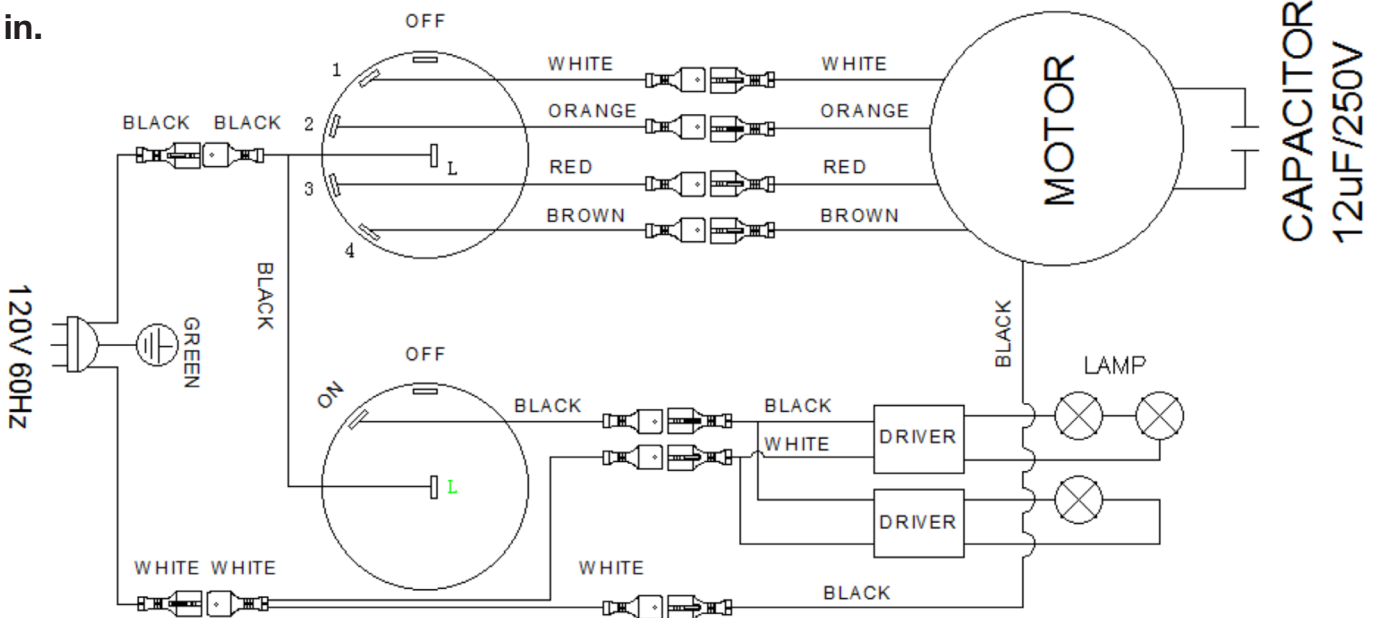 in.
OFF
1
WHITE
WHITE
2
ORANGE
ORANGE
BLACK
BLACK
L
3
RED
RED
4
BROWN
BROWN
MOTOR
CAPACITOR
12uF/250V
120V 60Hz
GREEN
BLACK
OFF
ON
BLACK
BLACK
WHITE
L
DRIVER
DRIVER
LAMP
BLACK
WHITE
WHITE
WHITE
BLACK